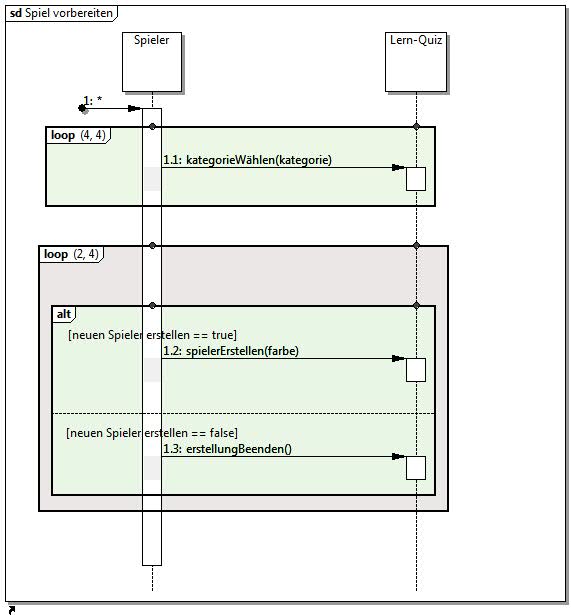 sd Spiel vorbereiten
Spieler
Lern-Quiz
1: *
loop (4, 4)
1.1: kategorieWählen(kategorie)
loop (2, 4)
alt
[neuen Spieler erstellen == true]
1.2: spielerErstellen(farbe)
[neuen Spieler erstellen == false]
1.3: erstellungBeenden()